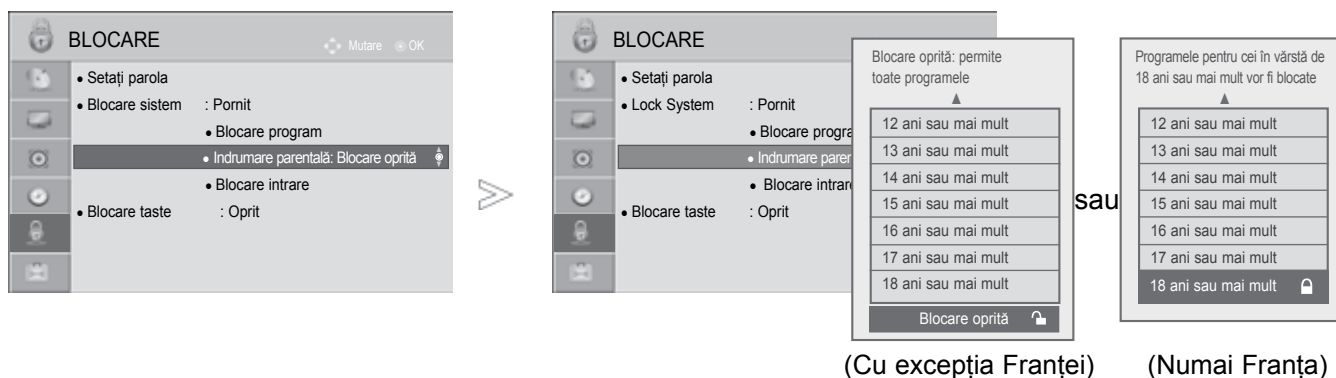 BLOCARE
Mutare OK
• Setați parola
• Blocare sistem : Pornit
• Blocare program
• Indrumare parentală: Blocare oprită
• Blocare intrare
• Blocare taste : Oprit
BLOCARE
• Setați parola
• Lock System : Pornit
• Blocare progra
• Indrumare paren
• Blocare intrare
• Blocare taste : Oprit
Blocare oprită: permite
toate programele
12 ani sau mai mult
13 ani sau mai mult
14 ani sau mai mult
15 ani sau mai mult
16 ani sau mai mult
17 ani sau mai mult
18 ani sau mai mult
Blocare oprită
(Cu excepția Franței)
sau
Programele pentru cei în vârstă de
18 ani sau mai mult vor fi blocate
12 ani sau mai mult
13 ani sau mai mult
14 ani sau mai mult
15 ani sau mai mult
16 ani sau mai mult
17 ani sau mai mult
18 ani sau mai mult
(Numai Franța)